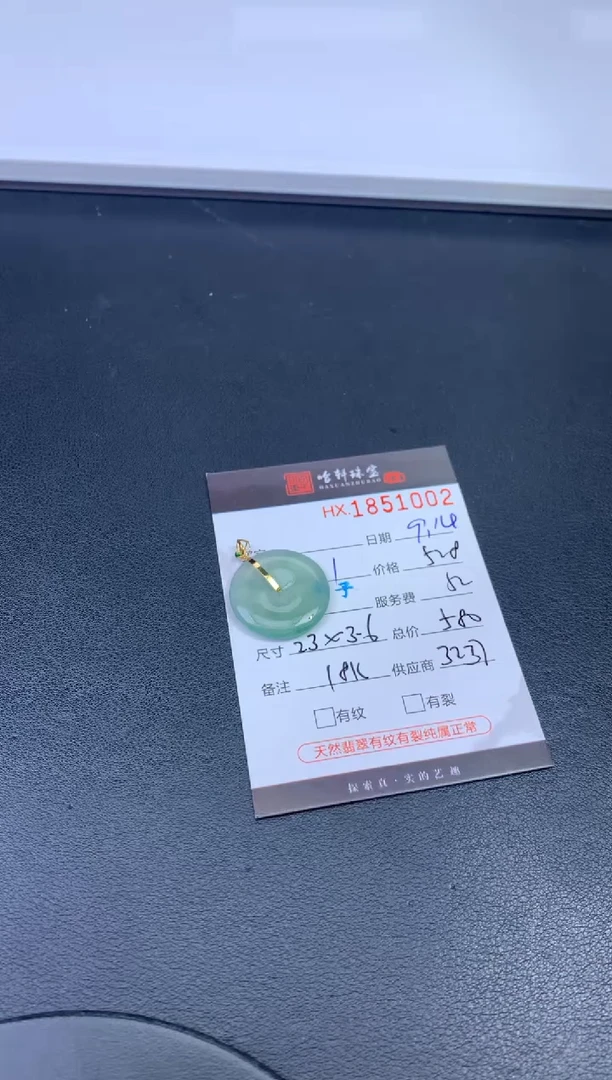 HX.1851002
日期 9,14
1 价格 528
服务费 52
尺寸 23×3.6 总价 580
备注 18K 供应商 3237
有纹 有裂
天然翡翠有纹有裂纯属正常
探索真·实的艺趣